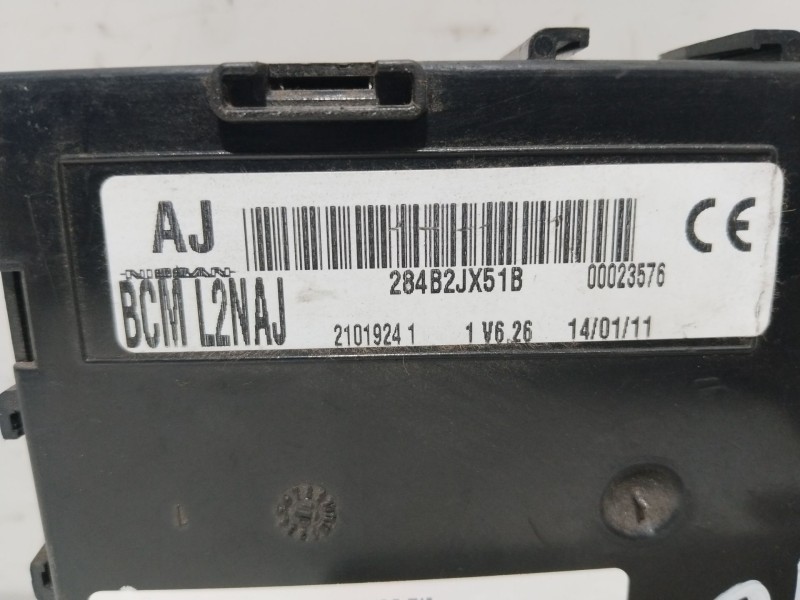 AJ
CE
NISSAN
284B2JX51B 00023576
BCM L2NAJ
2101924 1 1 V6.26 14/01/11